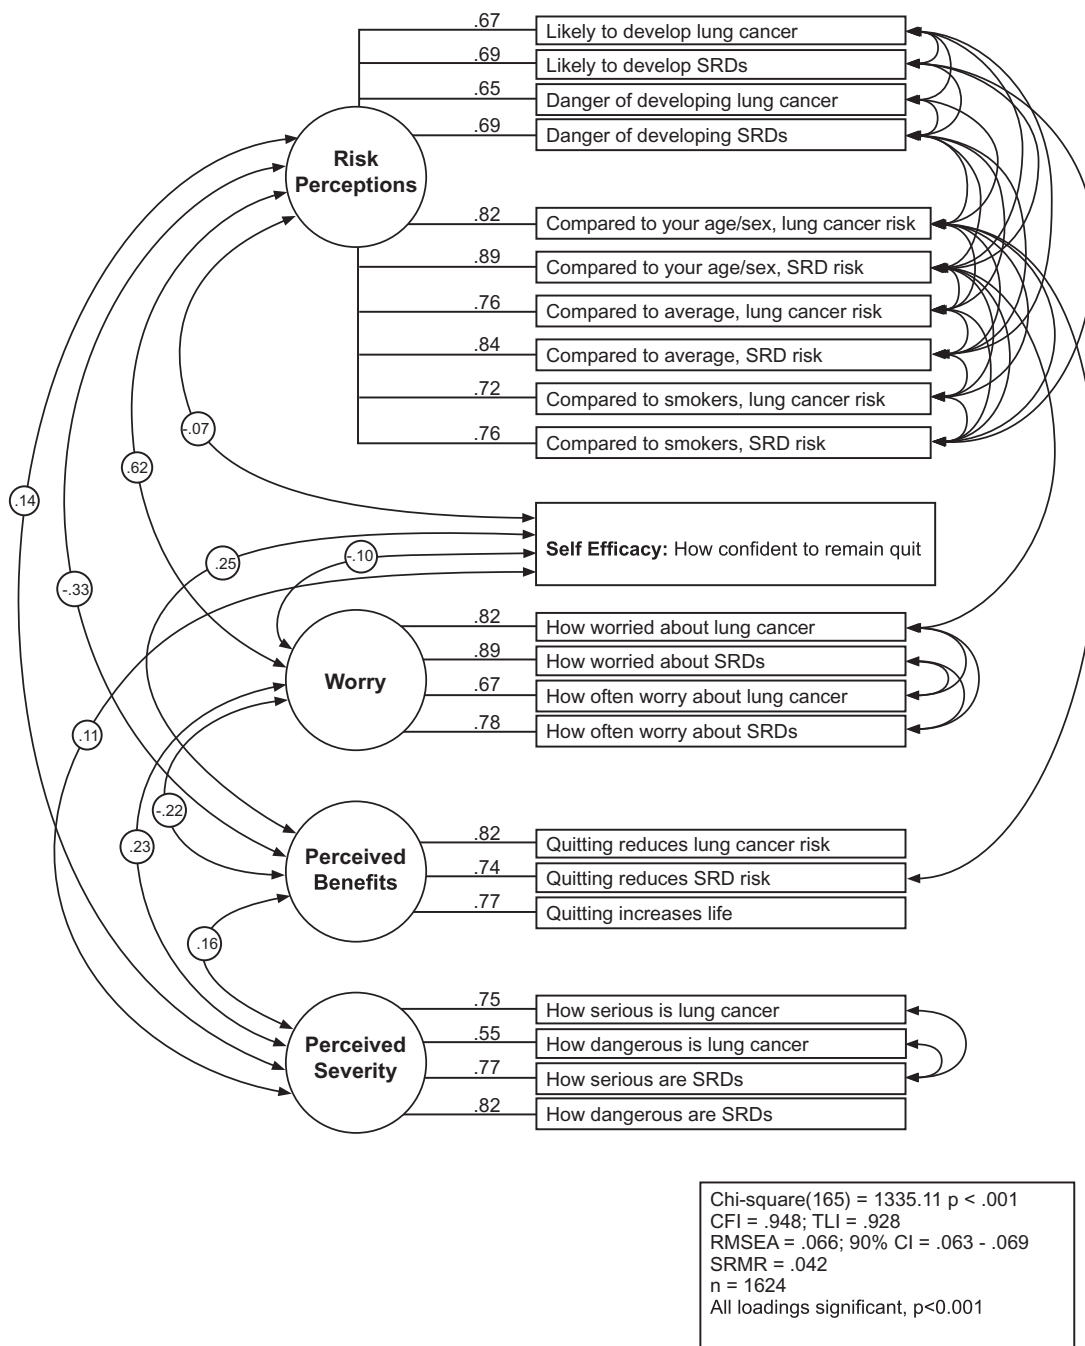 .67
Likely to develop lung cancer
.69
Likely to develop SRDs
.65
Danger of developing lung cancer
.69
Danger of developing SRDs
Risk
Perceptions
.82
Compared to your age/sex, lung cancer risk
.89
Compared to your age/sex, SRD risk
.76
Compared to average, lung cancer risk
.84
Compared to average, SRD risk
.72
Compared to smokers, lung cancer risk
.76
Compared to smokers, SRD risk
-.07
.62
.14
Self Efficacy: How confident to remain quit
-.10
.25
-.33
.82
How worried about lung cancer
.89
How worried about SRDs
Worry
.67
How often worry about lung cancer
.78
How often worry about SRDs
.11
-.22
.23
.82
Quitting reduces lung cancer risk
Perceived
Benefits
.74
Quitting reduces SRD risk
.77
Quitting increases life
.16
.75
How serious is lung cancer
.55
How dangerous is lung cancer
Perceived
Severity
.77
How serious are SRDs
.82
How dangerous are SRDs
Chi-square(165) = 1335.11 p < .001
CFI = .948; TLI = .928
RMSEA = .066; 90% CI = .063 - .069
SRMR = .042
n = 1624
All loadings significant, p<0.001